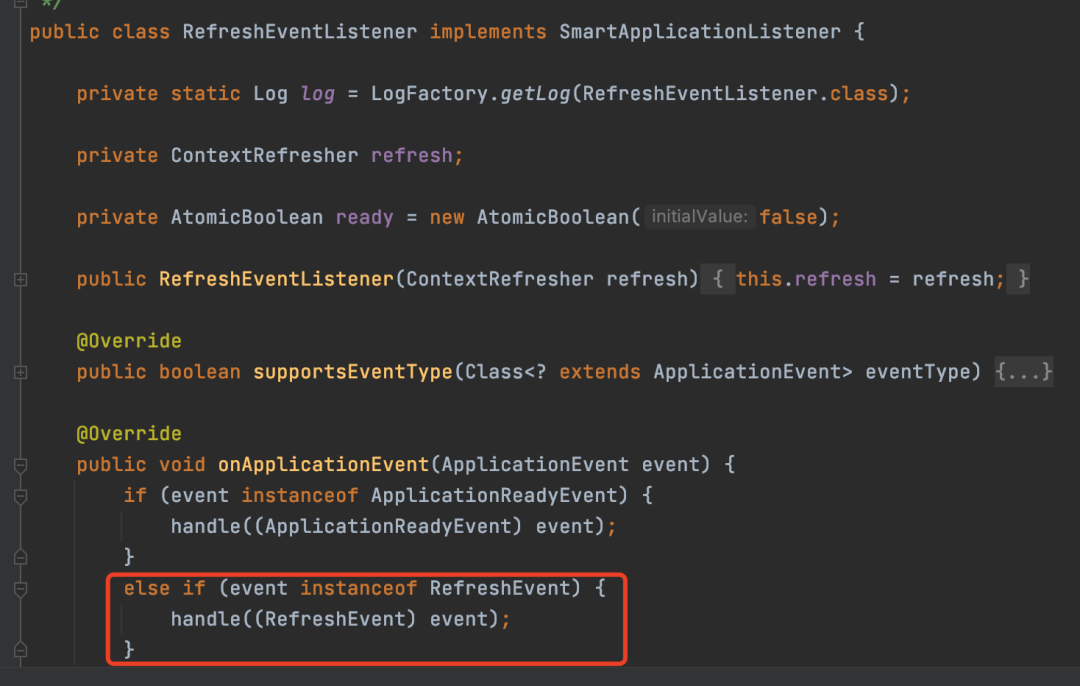 */
public class RefreshEventListener implements SmartApplicationListener {
private static Log log = LogFactory.getLog(RefreshEventListener.class);
private ContextRefresher refresh;
private AtomicBoolean ready = new AtomicBoolean( initialValue: false);
public RefreshEventListener(ContextRefresher refresh) { this.refresh = refresh; }
@Override
public boolean supportsEventType(Class<? extends ApplicationEvent> eventType) {...}
@Override
public void onApplicationEvent(ApplicationEvent event) {
if (event instanceof ApplicationReadyEvent) {
handle((ApplicationReadyEvent) event);
}
else if (event instanceof RefreshEvent) {
handle((RefreshEvent) event);
}